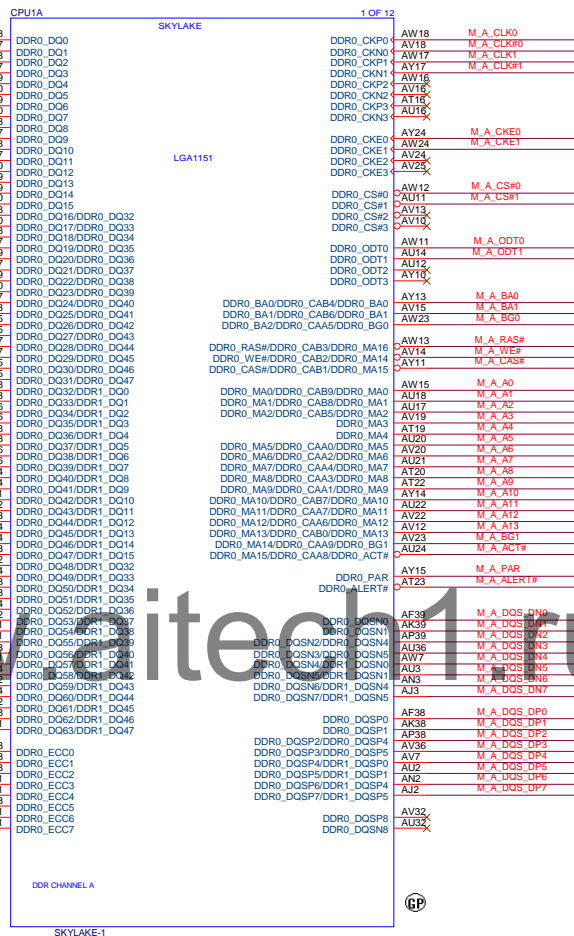 CPU1A 1 OF 12
SKYLAKE
LGA1151
DDR0_DQ0
DDR0_DQ1
DDR0_DQ2
DDR0_DQ3
DDR0_DQ4
DDR0_DQ5
DDR0_DQ6
DDR0_DQ7
DDR0_DQ8
DDR0_DQ9
DDR0_DQ10
DDR0_DQ11
DDR0_DQ12
DDR0_DQ13
DDR0_DQ14
DDR0_DQ15
DDR0_DQ16/DDR0_DQ32
DDR0_DQ17/DDR0_DQ33
DDR0_DQ18/DDR0_DQ34
DDR0_DQ19/DDR0_DQ35
DDR0_DQ20/DDR0_DQ36
DDR0_DQ21/DDR0_DQ37
DDR0_DQ22/DDR0_DQ38
DDR0_DQ23/DDR0_DQ39
DDR0_DQ24/DDR0_DQ40
DDR0_DQ25/DDR0_DQ41
DDR0_DQ26/DDR0_DQ42
DDR0_DQ27/DDR0_DQ43
DDR0_DQ28/DDR0_DQ44
DDR0_DQ29/DDR0_DQ45
DDR0_DQ30/DDR0_DQ46
DDR0_DQ31/DDR0_DQ47
DDR0_DQ32/DDR1_DQ0
DDR0_DQ33/DDR1_DQ1
DDR0_DQ34/DDR1_DQ2
DDR0_DQ35/DDR1_DQ3
DDR0_DQ36/DDR1_DQ4
DDR0_DQ37/DDR1_DQ5
DDR0_DQ38/DDR1_DQ6
DDR0_DQ39/DDR1_DQ7
DDR0_DQ40/DDR1_DQ8
DDR0_DQ41/DDR1_DQ9
DDR0_DQ42/DDR1_DQ10
DDR0_DQ43/DDR1_DQ11
DDR0_DQ44/DDR1_DQ12
DDR0_DQ45/DDR1_DQ13
DDR0_DQ46/DDR1_DQ14
DDR0_DQ47/DDR1_DQ15
DDR0_DQ48/DDR1_DQ32
DDR0_DQ49/DDR1_DQ33
DDR0_DQ50/DDR1_DQ34
DDR0_DQ51/DDR1_DQ35
DDR0_DQ52/DDR1_DQ36
DDR0_DQ53/DDR1_DQ37
DDR0_DQ54/DDR1_DQ38
DDR0_DQ55/DDR1_DQ39
DDR0_DQ56/DDR1_DQ40
DDR0_DQ57/DDR1_DQ41
DDR0_DQ58/DDR1_DQ42
DDR0_DQ59/DDR1_DQ43
DDR0_DQ60/DDR1_DQ44
DDR0_DQ61/DDR1_DQ45
DDR0_DQ62/DDR1_DQ46
DDR0_DQ63/DDR1_DQ47
DDR0_ECC0
DDR0_ECC1
DDR0_ECC2
DDR0_ECC3
DDR0_ECC4
DDR0_ECC5
DDR0_ECC6
DDR0_ECC7
DDR0_CKP0 AW18 M_A_CLK0
DDR0_CKN0 AV18 M_A_CLK#0
DDR0_CKP1 AW17 M_A_CLK1
DDR0_CKN1 AY17 M_A_CLK#1
DDR0_CKP2 AW16
DDR0_CKN2 AV16
DDR0_CKP3 AT16
DDR0_CKN3 AU16
DDR0_CKE0 AY24 M_A_CKE0
DDR0_CKE1 AW24 M_A_CKE1
DDR0_CKE2 AV24
DDR0_CKE3 AV25
DDR0_CS#0 AW12 M_A_CS#0
DDR0_CS#1 AU11 M_A_CS#1
DDR0_CS#2 AV13
DDR0_CS#3 AV10
DDR0_ODT0 AW11 M_A_ODT0
DDR0_ODT1 AU14 M_A_ODT1
DDR0_ODT2 AU12
DDR0_ODT3 AY10
DDR0_BA0/DDR0_CAB4/DDR0_BA0 AY13 M_A_BA0
DDR0_BA1/DDR0_CAB6/DDR0_BA1 AV15 M_A_BA1
DDR0_BA2/DDR0_CAA5/DDR0_BG0 AW23 M_A_BG0
DDR0_RAS#/DDR0_CAB3/DDR0_MA16 AW13 M_A_RAS#
DDR0_WE#/DDR0_CAB2/DDR0_MA14 AV14 M_A_WE#
DDR0_CAS#/DDR0_CAB1/DDR0_MA15 AY11 M_A_CAS#
DDR0_MA0/DDR0_CAB9/DDR0_MA0 AW15 M_A_A0
DDR0_MA1/DDR0_CAB8/DDR0_MA1 AU18 M_A_A1
DDR0_MA2/DDR0_CAB5/DDR0_MA2 AU17 M_A_A2
DDR0_MA3 AV19 M_A_A3
DDR0_MA4 AT19 M_A_A4
DDR0_MA5/DDR0_CAA0/DDR0_MA5 AU20 M_A_A5
DDR0_MA6/DDR0_CAA2/DDR0_MA6 AV20 M_A_A6
DDR0_MA7/DDR0_CAA4/DDR0_MA7 AU21 M_A_A7
DDR0_MA8/DDR0_CAA3/DDR0_MA8 AT20 M_A_A8
DDR0_MA9/DDR0_CAA1/DDR0_MA9 AT22 M_A_A9
DDR0_MA10/DDR0_CAB7/DDR0_MA10 AY14 M_A_A10
DDR0_MA11/DDR0_CAA7/DDR0_MA11 AU22 M_A_A11
DDR0_MA12/DDR0_CAA6/DDR0_MA12 AV22 M_A_A12
DDR0_MA13/DDR0_CAB0/DDR0_MA13 AV12 M_A_A13
DDR0_MA14/DDR0_CAA9/DDR0_BG1 AV23 M_A_BG1
DDR0_MA15/DDR0_CAA8/DDR0_ACT# AU24 M_A_ACT#
DDR0_PAR AY15 M_A_PAR
DDR0_ALERT# AT23 M_A_ALERT#
DDR0_DQSN0 AF39 M_A_DQS_DN0
DDR0_DQSN1 AK39 M_A_DQS_DN1
DDR0_DQSN2/DDR0_DQSN4 AP39 M_A_DQS_DN2
DDR0_DQSN3/DDR0_DQSN5 AU36 M_A_DQS_DN3
DDR0_DQSN4/DDR1_DQSN0 AW7 M_A_DQS_DN4
DDR0_DQSN5/DDR1_DQSN1 AU3 M_A_DQS_DN5
DDR0_DQSN6/DDR1_DQSN4 AN3 M_A_DQS_DN6
DDR0_DQSN7/DDR1_DQSN5 AJ3 M_A_DQS_DN7
DDR0_DQSP0 AF38 M_A_DQS_DP0
DDR0_DQSP1 AK38 M_A_DQS_DP1
DDR0_DQSP2/DDR0_DQSP4 AP38 M_A_DQS_DP2
DDR0_DQSP3/DDR0_DQSP5 AV36 M_A_DQS_DP3
DDR0_DQSP4/DDR1_DQSP0 AV7 M_A_DQS_DP4
DDR0_DQSP5/DDR1_DQSP1 AU2 M_A_DQS_DP5
DDR0_DQSP6/DDR1_DQSP4 AN2 M_A_DQS_DP6
DDR0_DQSP7/DDR1_DQSP5 AJ2 M_A_DQS_DP7
DDR0_DQSP8 AV32
DDR0_DQSN8 AU32
.aitech1.ru
DDR CHANNEL A
GP
SKYLAKE-1